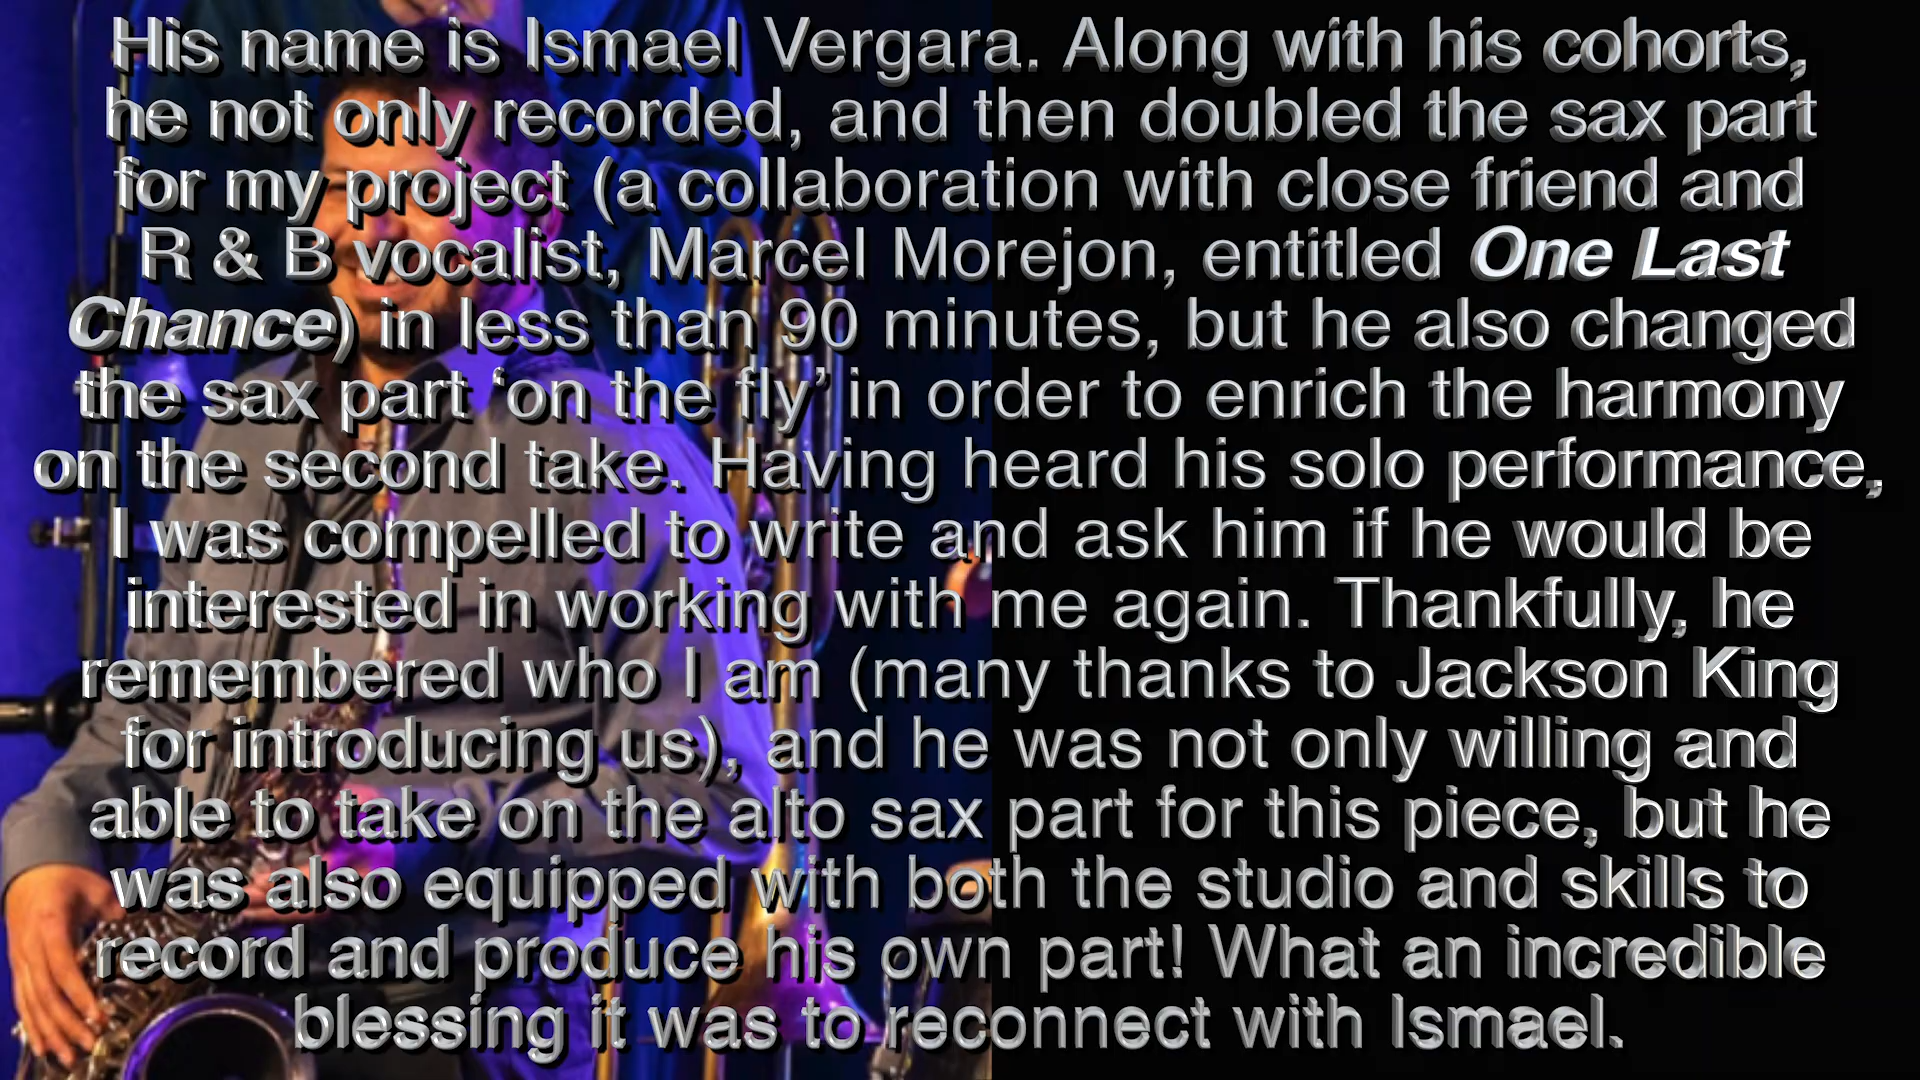 His name is Ismael Vergara. Along with his cohorts,
he not only recorded, and then doubled the sax part
for my project (a collaboration with close friend and
R & B vocalist, Marcel Morejon, entitled One Last
Chance) in less than 90 minutes, but he also changed
the sax part ‘on the fly’ in order to enrich the harmony
on the second take. Having heard his solo performance,
I was compelled to write and ask him if he would be
interested in working with me again. Thankfully, he
remembered who I am (many thanks to Jackson King
for introducing us), and he was not only willing and
able to take on the alto sax part for this piece, but he
was also equipped with both the studio and skills to
record and produce his own part! What an incredible
blessing it was to reconnect with Ismael.